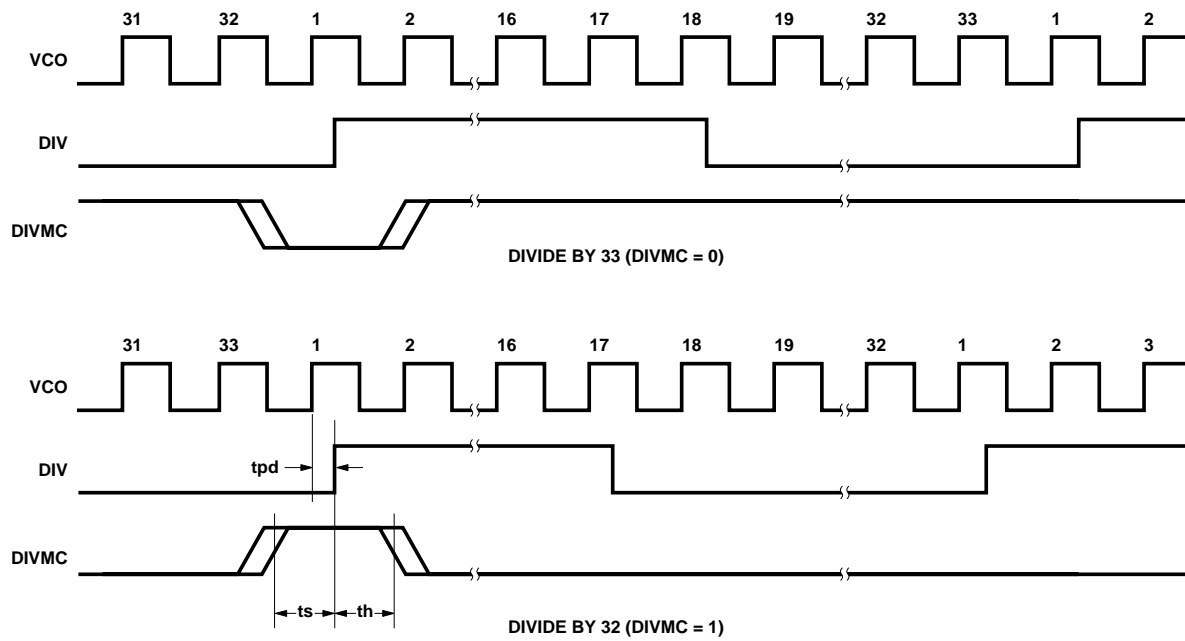 31 32 1 2 16 17 18 19 32 33 1 2
VCO
DIV
DIVMC
DIVIDE BY 33 (DIVMC = 0)
31 33 1 2 16 17 18 19 32 1 2 3
VCO
DIV
tpd
DIVMC
ts th
DIVIDE BY 32 (DIVMC = 1)